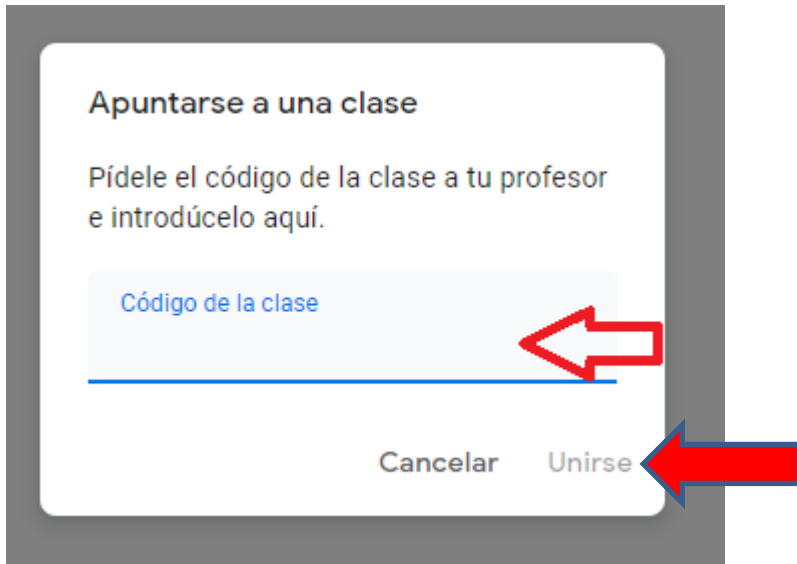 Apuntarse a una clase
Pídele el código de la clase a tu profesor
e introdúcelo aquí.
Código de la clase
Cancelar Unirse